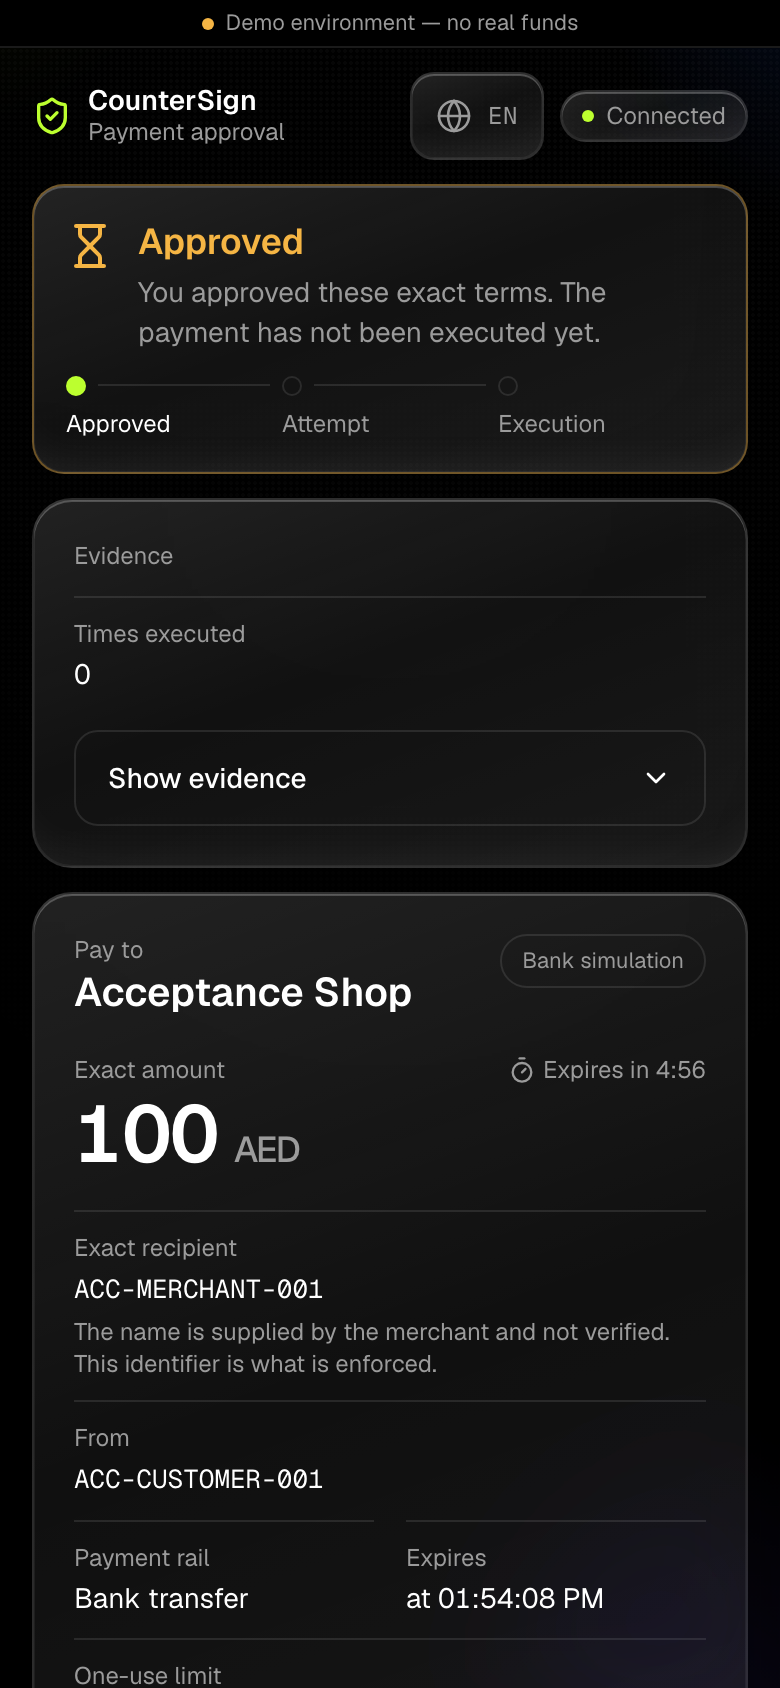 Demo environment — no real funds
CounterSign
Payment approval
EN
Connected
Approved
You approved these exact terms. The
payment has not been executed yet.
Approved
Attempt
Execution
Evidence
Times executed
0
Show evidence
Pay to
Bank simulation
Acceptance Shop
Exact amount
Expires in 4:56
100 AED
Exact recipient
ACC-MERCHANT-001
The name is supplied by the merchant and not verified.
This identifier is what is enforced.
From
ACC-CUSTOMER-001
Payment rail
Bank transfer
Expires
at 01:54:08 PM
One-use limit